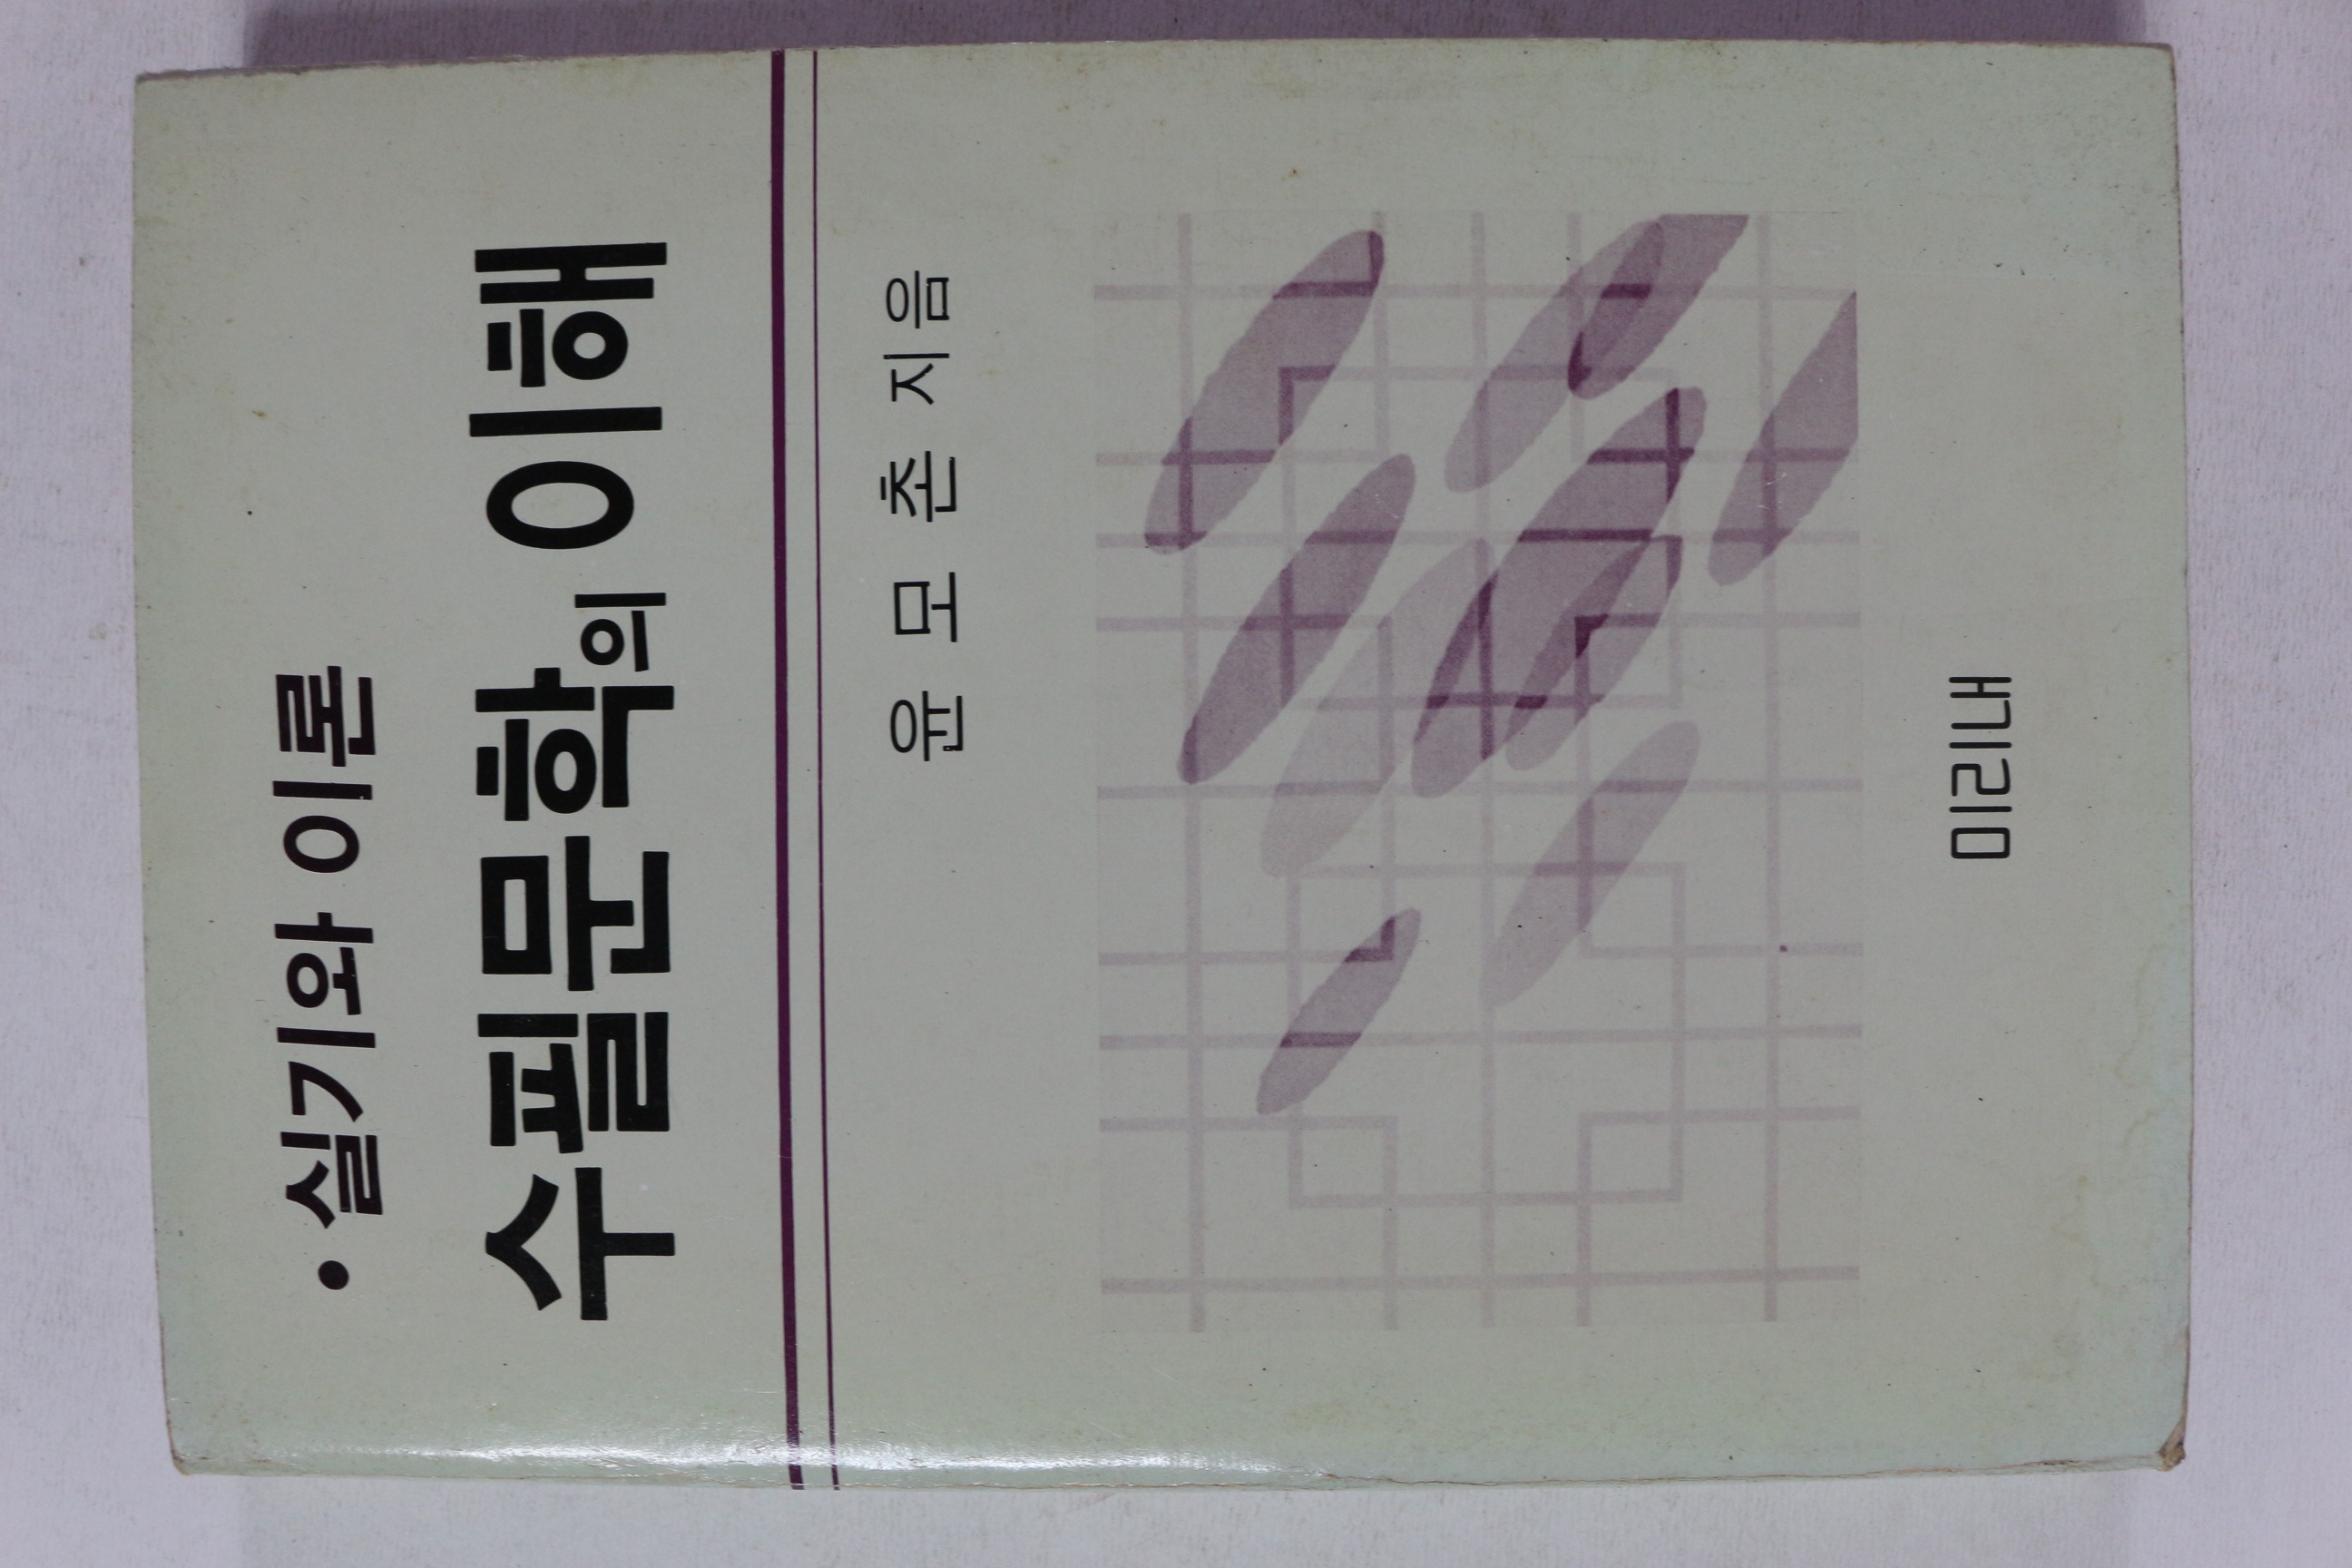 • 실기와 이론
수필문학의 이해
윤모촌 지음
미리내